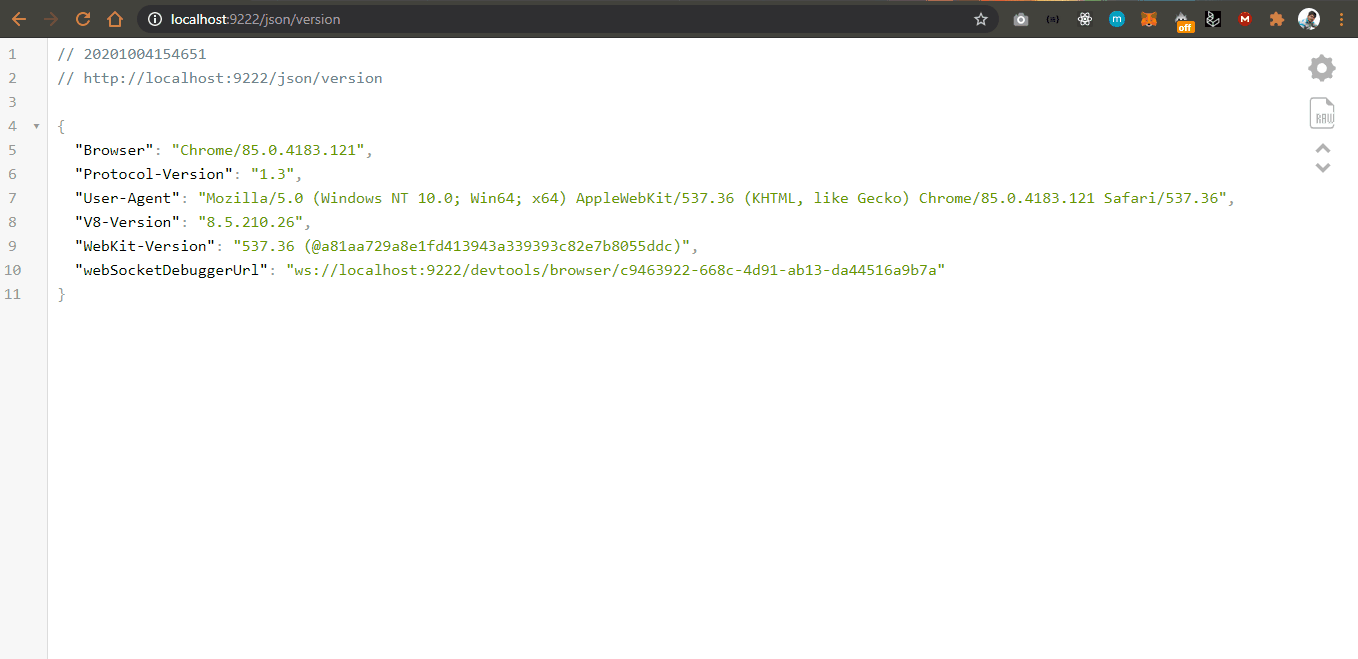 localhost:9222/json/version
off
1 // 20201004154651
2 // http://localhost:9222/json/version
3
4 {
5 "Browser": "Chrome/85.0.4183.121",
6 "Protocol-Version": "1.3",
7 "User-Agent": "Mozilla/5.0 (Windows NT 10.0; Win64; x64) AppleWebKit/537.36 (KHTML, like Gecko) Chrome/85.0.4183.121 Safari/537.36",
8 "V8-Version": "8.5.210.26",
9 "WebKit-Version": "537.36 (@a81aa729a8e1fd413943a339393c82e7b8055ddc)",
10 "webSocketDebuggerUrl": "ws://localhost:9222/devtools/browser/c9463922-668c-4d91-ab13-da44516a9b7a"
11 }
RAW